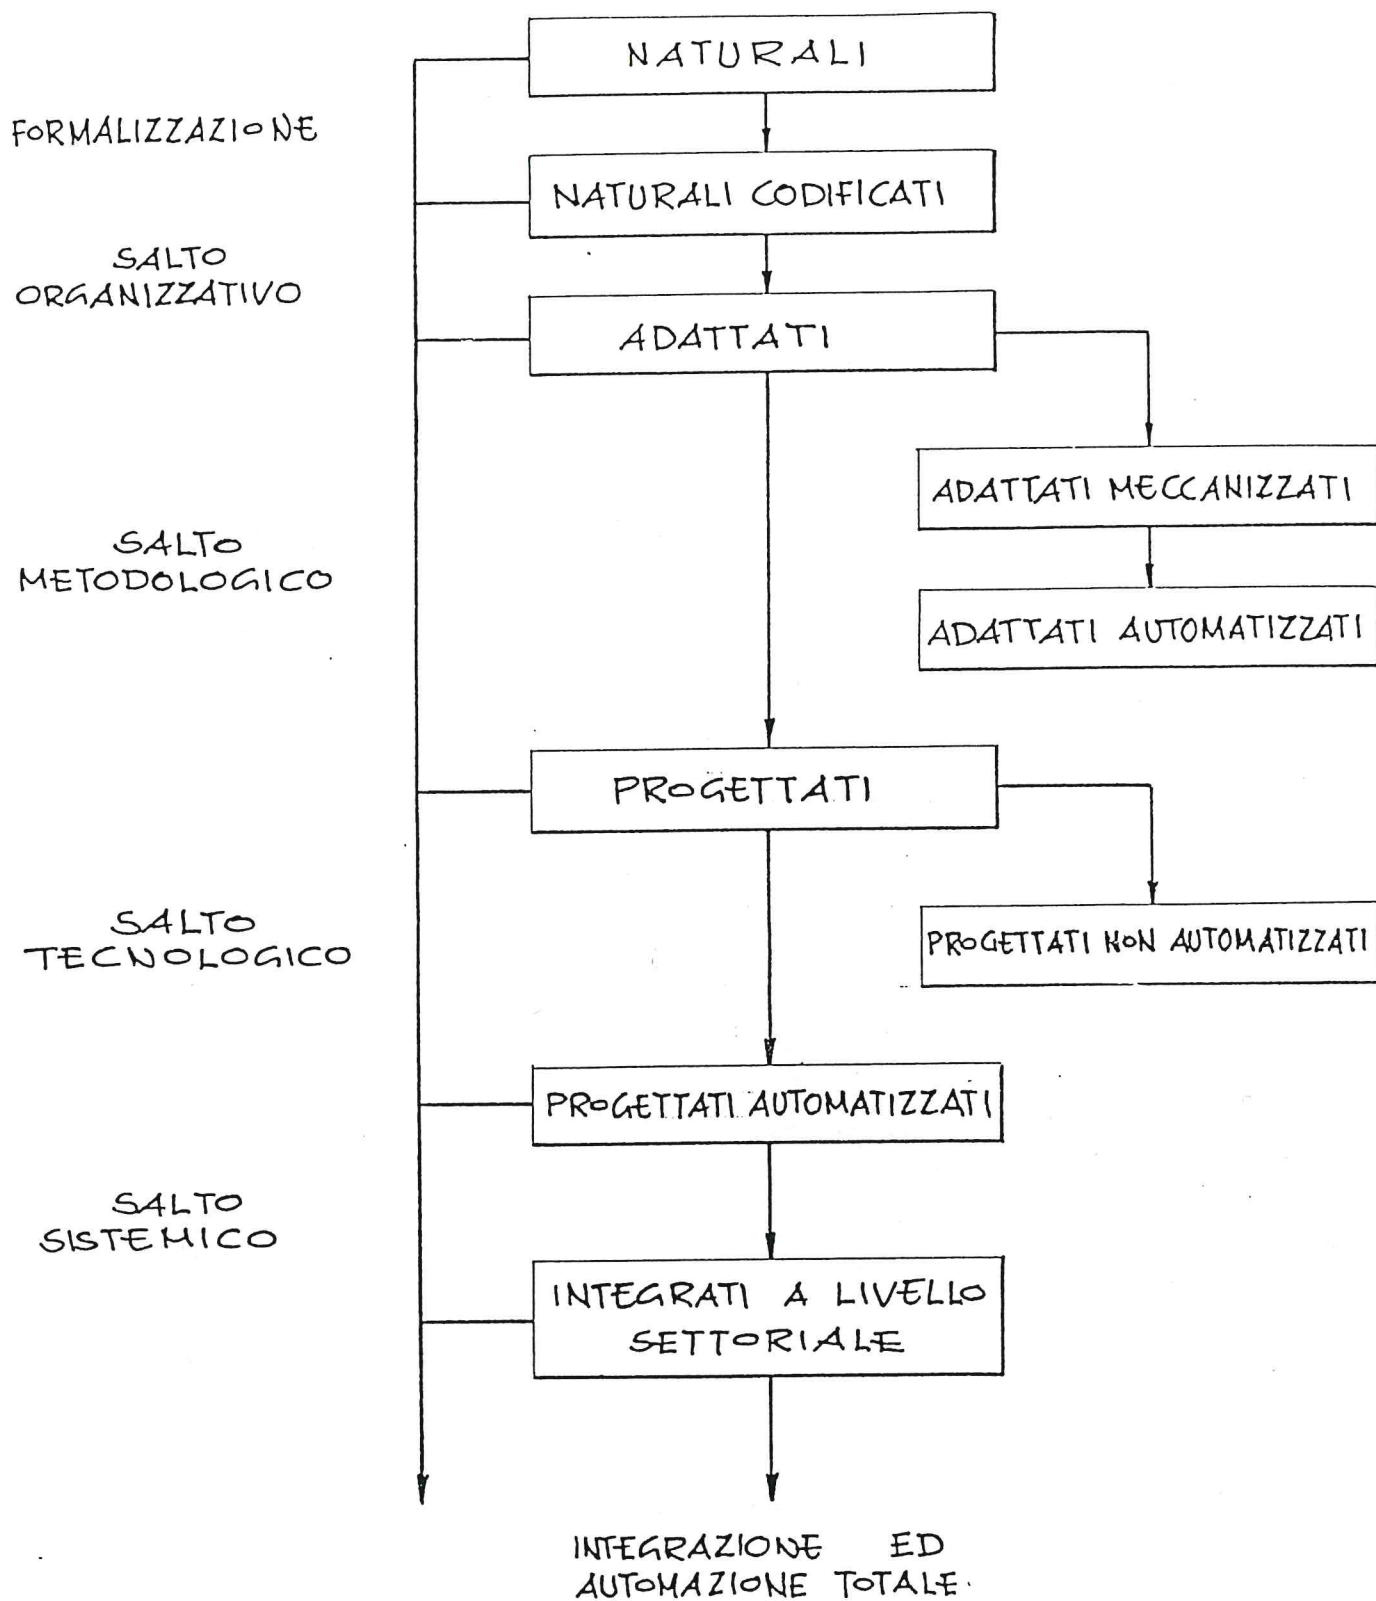 NATURALI
FORMALIZZAZIONE
NATURALI CODIFICATI
SALTO
ORGANIZZATIVO
ADATTATI
ADATTATI MECCANIZZATI
SALTO
METODOLOGICO
ADATTATI AUTOMATIZZATI
PROGETTATI
SALTO
TECNOLOGICO
PROGETTATI NON AUTOMATIZZATI
PROGETTATI AUTOMATIZZATI
SALTO
SISTEMICO
INTEGRATI A LIVELLO
SETTORIALE
INTEGRAZIONE ED
AUTOMAZIONE TOTALE.